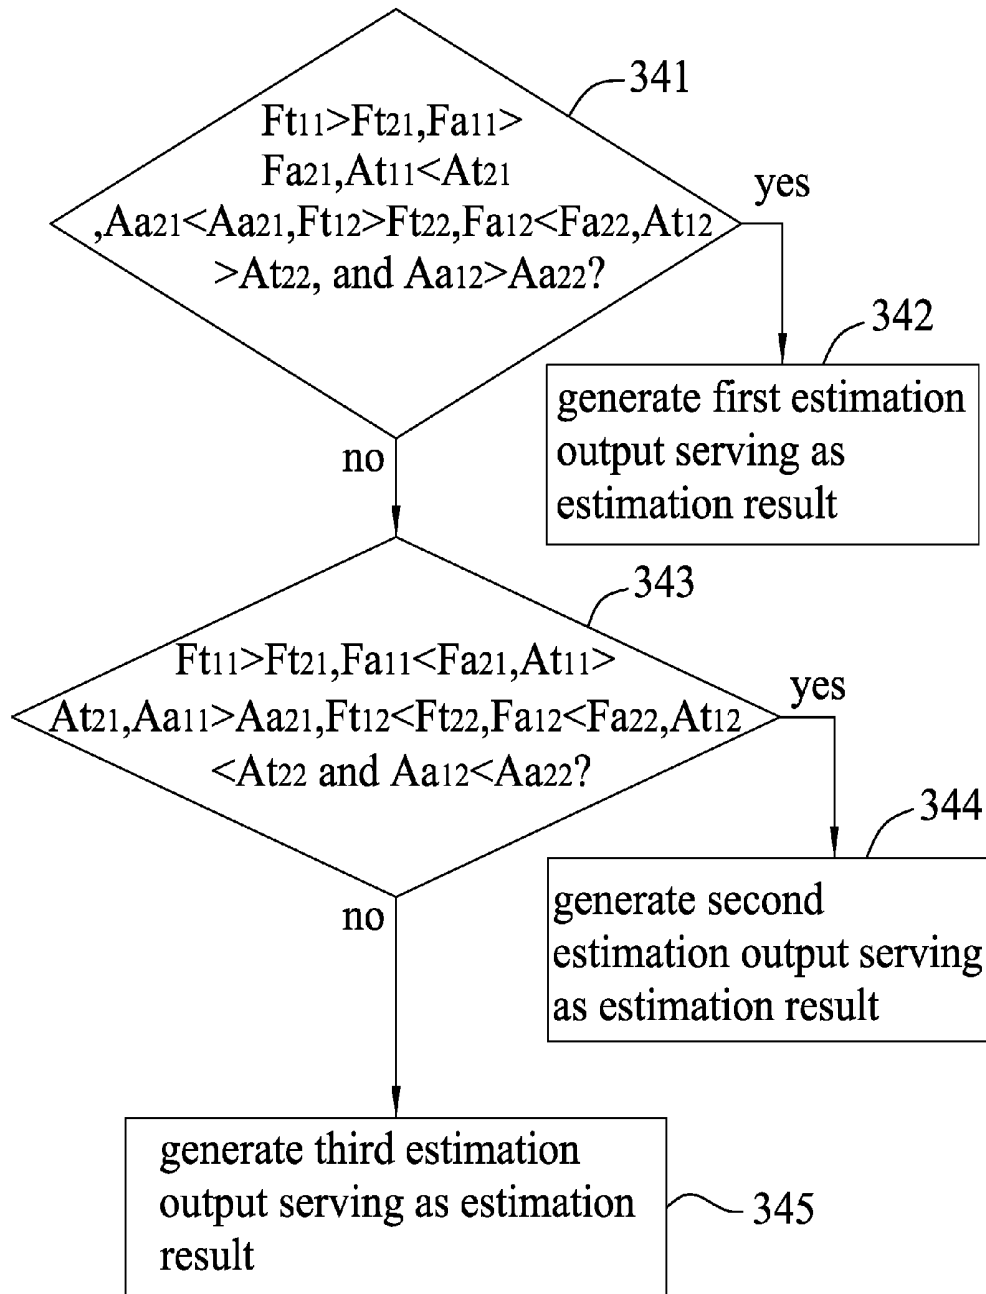 341
Ft11>Ft21,Fa11>
Fa21,At11<At21
,Aa21<Aa21,Ft12>Ft22,Fa12<Fa22,At12
>At22, and Aa12>Aa22?
yes
342
generate first estimation
output serving as
estimation result
no
343
Ft11>Ft21,Fa11<Fa21,At11>
At21,Aa11>Aa21,Ft12<Ft22,Fa12<Fa22,At12
<At22 and Aa12<Aa22?
yes
344
generate second
estimation output serving
as estimation result
no
generate third estimation
output serving as estimation
result
345